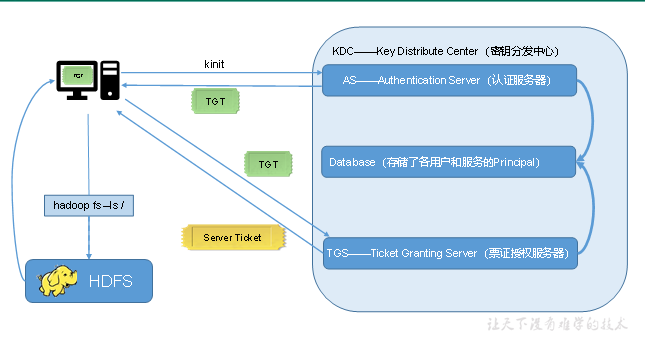 KDC——Key Distribute Center（密钥分发中心）
kinit
AS——Authentication Server（认证服务器）
TGT
TGT
Database（存储了各用户和服务的Principal）
TGT
hadoop fs –ls /
Server Ticket
TGS——Ticket Granting Server（票证授权服务器）
HDFS
让天下没有难学的技术